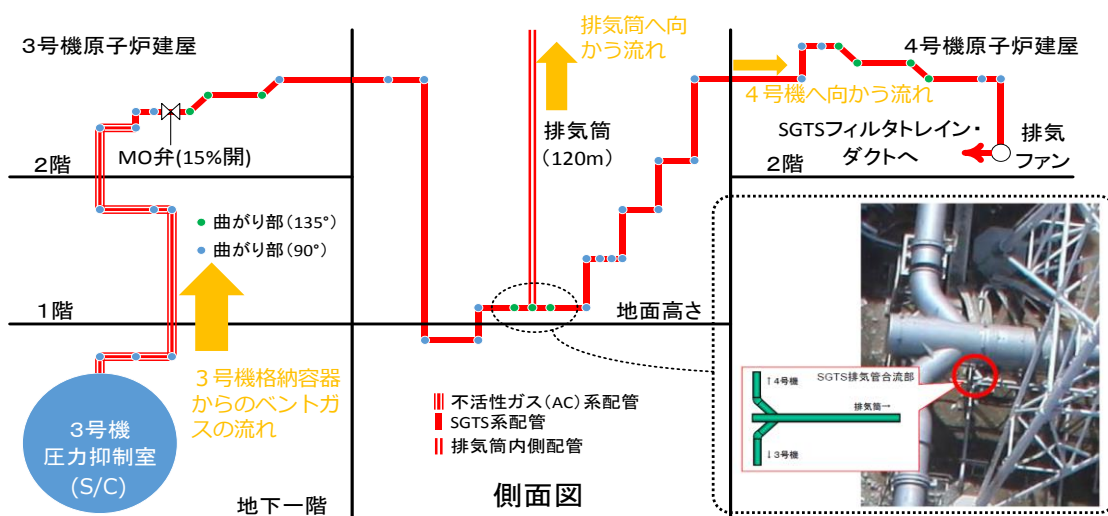 3号機原子炉建屋
MO弁(15%開)
2階
曲がり部(135°)
曲がり部(90°)
1階
3号機格納容器
からのベントガ
スの流れ
3号機
圧力抑制室
(S/C)
地下一階
排気筒へ向
かう流れ
排気筒
(120m)
地面高さ
不活性ガス(AC)系配管
SGTS系配管
排気筒内側配管
側面図
4号機原子炉建屋
4号機へ向かう流れ
SGTSフィルタトレイン・
ダクトへ
排気
ファン
2階
SGTS排気管合流部
↑4号機
排気筒→
↓3号機